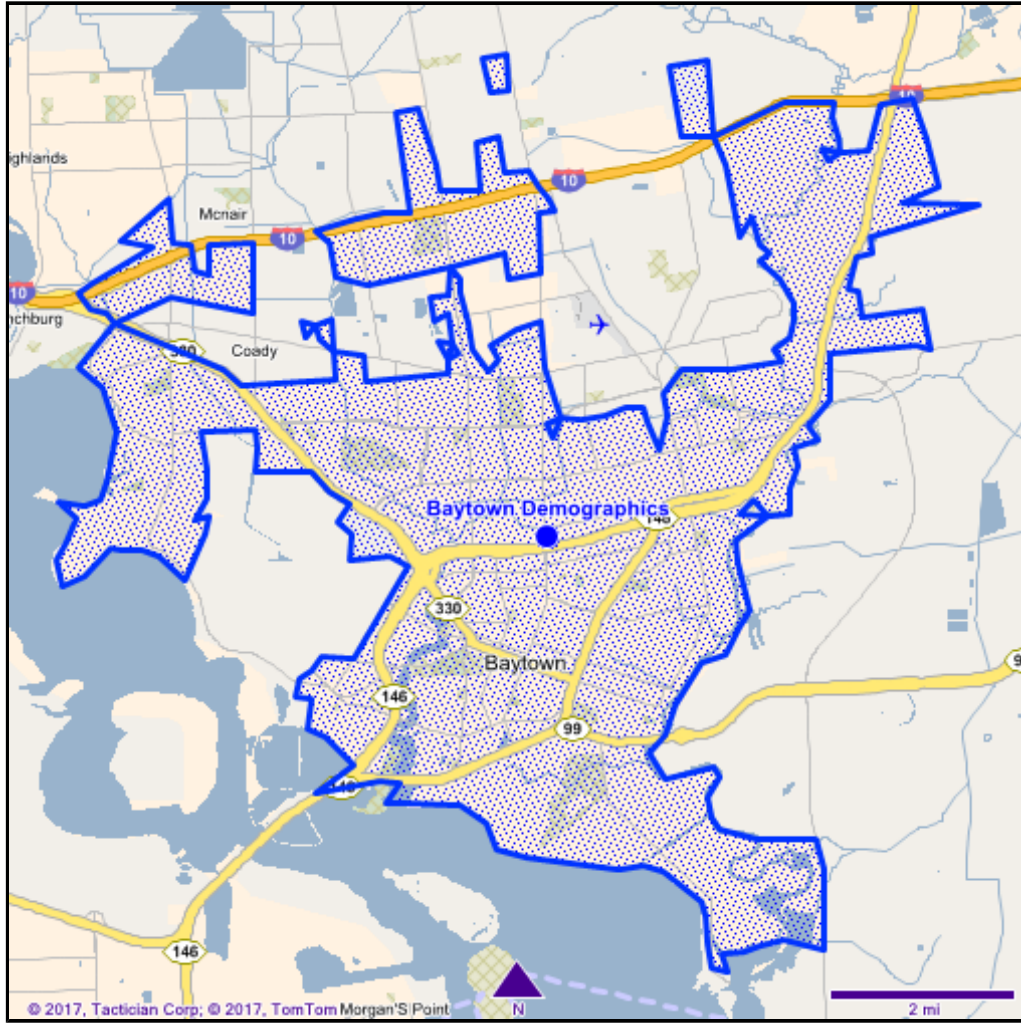 10
ighlands
10
Mcnair
10
10
nchburg
330
Coady
Baytown Demographics
146
330
Baytown
9
146
99
146
146
© 2017, Tactician Corp; © 2017, TomTom Morgan'S Point
N
2 mi